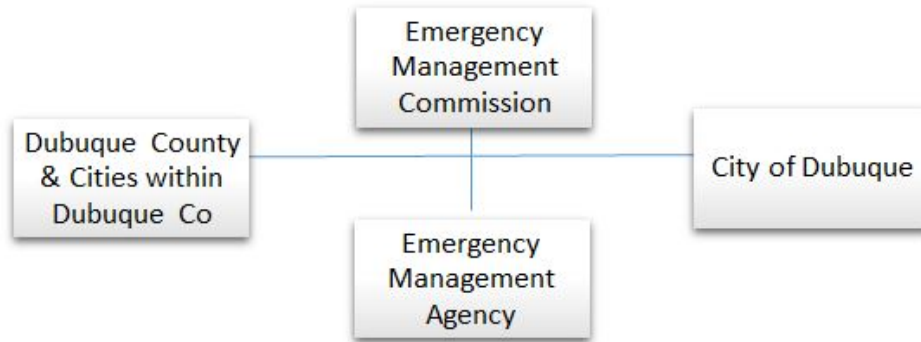 Emergency
Management
Commission
Dubuque County
& Cities within
Dubuque Co
City of Dubuque
Emergency
Management
Agency